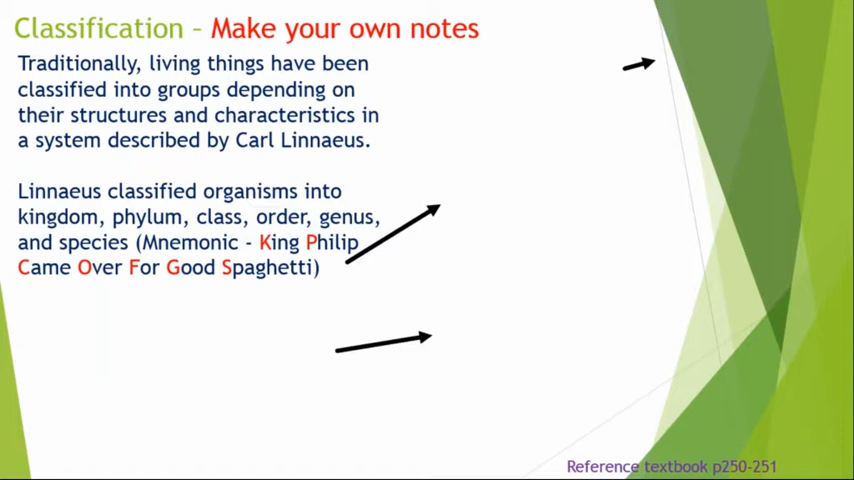 Classification – Make your own notes
Traditionally, living things have been
classified into groups depending on
their structures and characteristics in
a system described by Carl Linnaeus.
Linnaeus classified organisms into
kingdom, phylum, class, order, genus,
and species (Mnemonic - King Philip
Came Over For Good Spaghetti)
Reference textbook p250-251